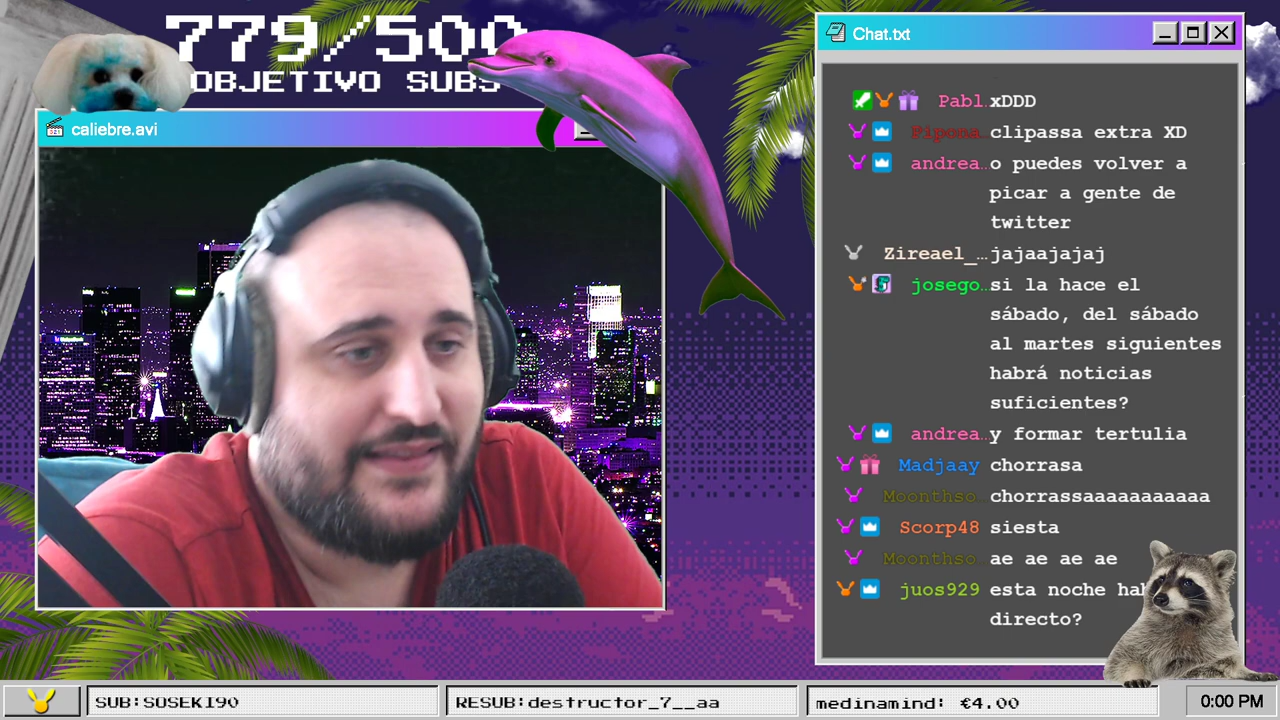 779/500
OBJETIVO SUBS
caliebre.avi
Chat.txt
Pabl… xDDD
Fipona… clipassa extra XD
andrea… o puedes volver a
picar a gente de
twitter
Zireael_… jajaajajaj
josego… si la hace el
sábado, del sábado
al martes siguientes
habrá noticias
suficientes?
andrea… y formar tertulia
Madjaay chorrasa
Moonthso… chorrassaaaaaaaaaaa
Scorp48 siesta
Moonthso… ae ae ae ae
juos929 esta noche hab
directo?
SUB:SOSEKI90
RESUB:destructor_7__aa
medinamind: €4.00
0:00 PM